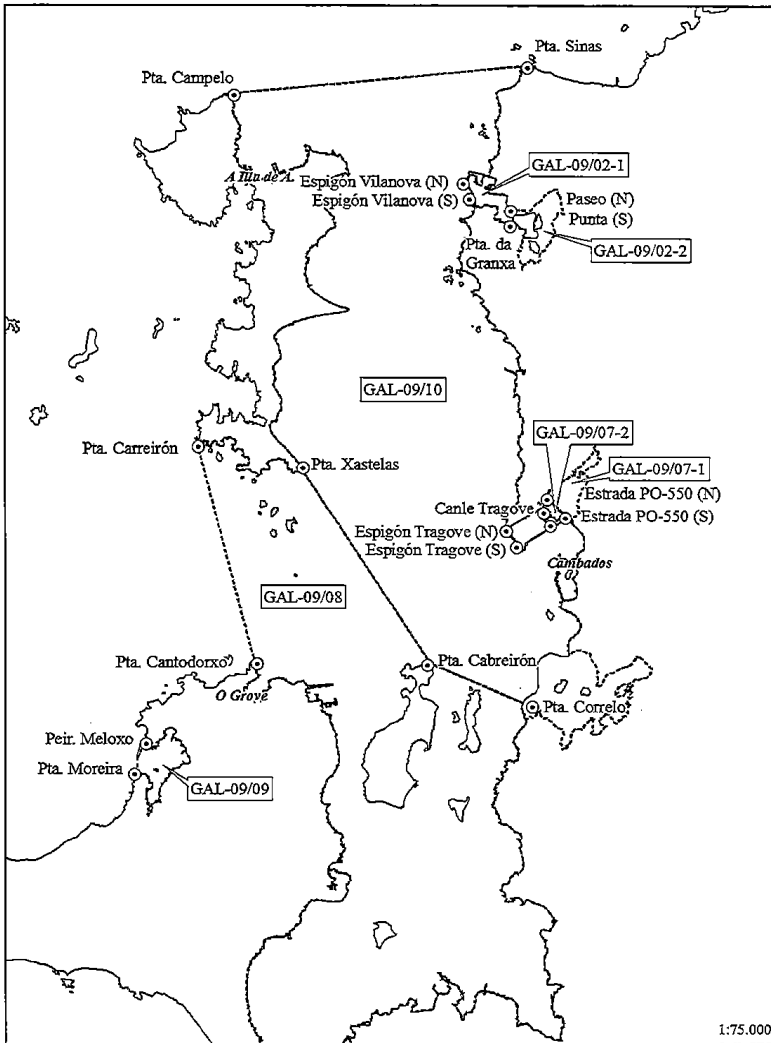 Pta. Sinas
Pta. Campelo
GAL-09/02-1
A Illa de A.
Espigón Vilanova (N)
Espigón Vilanova (S)
Paseo (N)
Punta (S)
Pta. da
Granxa
GAL-09/02-2
GAL-09/10
GAL-09/07-2
Pta. Carreirón
Pta. Xastelas
GAL-09/07-1
Estrada PO-550 (N)
Canle Tragove
Estrada PO-550 (S)
Espigón Tragove (N)
Espigón Tragove (S)
Cambados
GAL-09/08
Pta. Cantodorxo
Pta. Cabreirón
O Grove
Pta. Correlo
Peir. Meloxo
Pta. Moreira
GAL-09/09
1:75.000